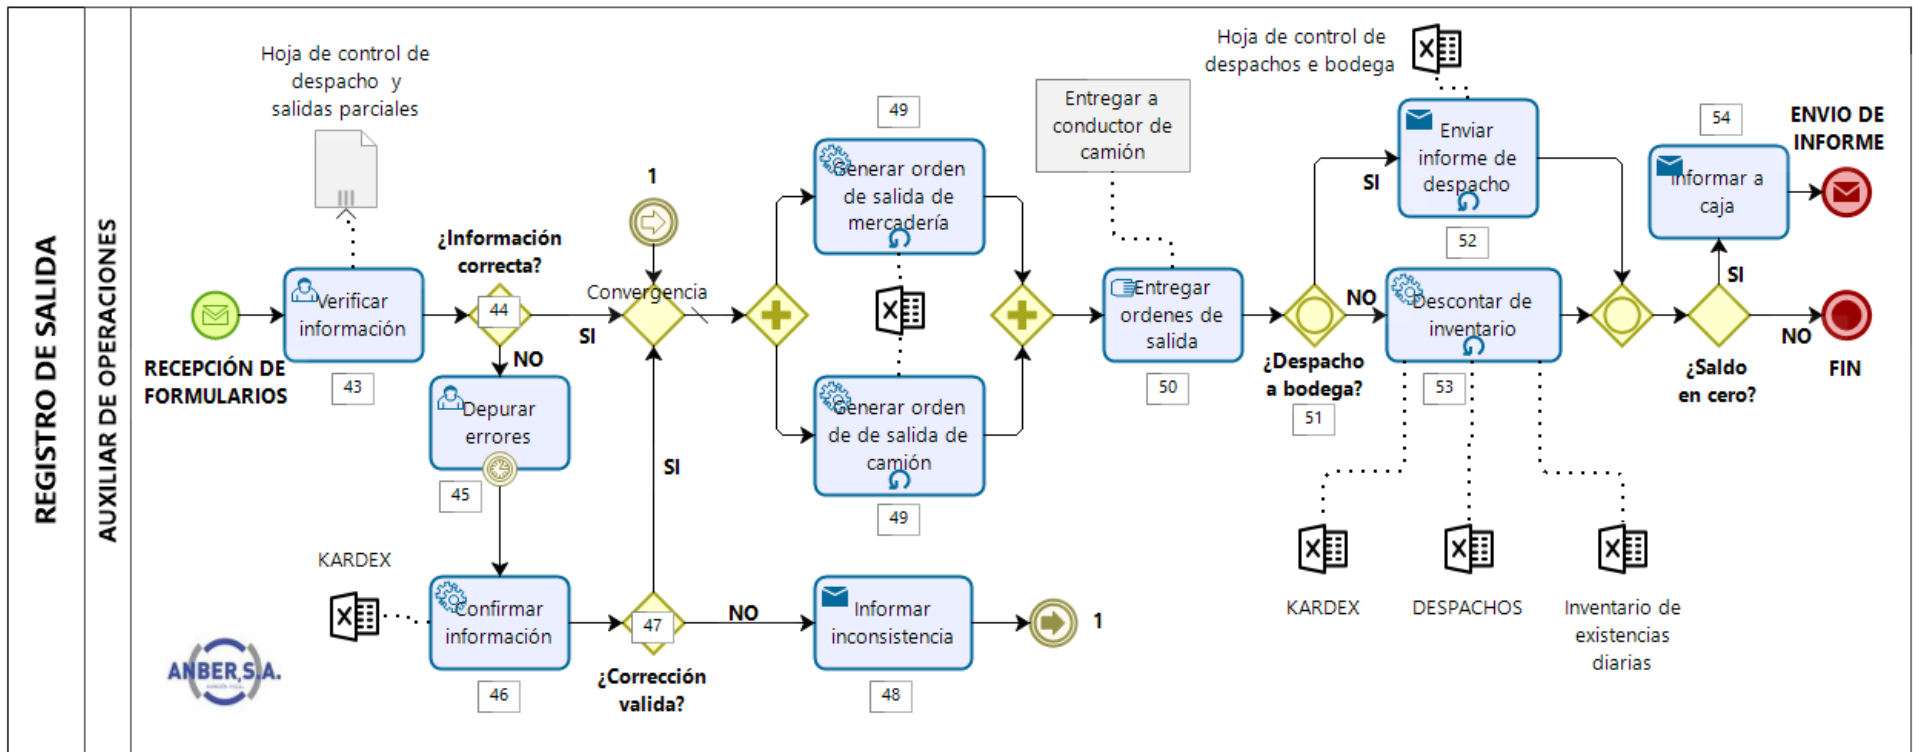 REGISTRO DE SALIDA
AUXILIAR DE OPERACIONES
Hoja de control de
despacho y
salidas parciales
RECEPCIÓN DE
FORMULARIOS
Verificar
información
43
¿Información
correcta?
44
SI
NO
Depurar
errores
45
KARDEX
Confirmar
información
46
47
¿Corrección
valida?
SI
NO
Informar
inconsistencia
48
1
1
Convergencia
49
Generar orden
de salida de
mercadería
Generar orden
de de salida de
camión
49
Entregar a
conductor de
camión
Entregar
ordenes de
salida
50
¿Despacho
a bodega?
51
SI
NO
Hoja de control de
despachos e bodega
Enviar
informe de
despacho
52
Descontar de
inventario
53
KARDEX
DESPACHOS
Inventario de
existencias
diarias
¿Saldo
en cero?
SI
NO
54
Informar a
caja
ENVIO DE
INFORME
FIN
ANBER,S.A.